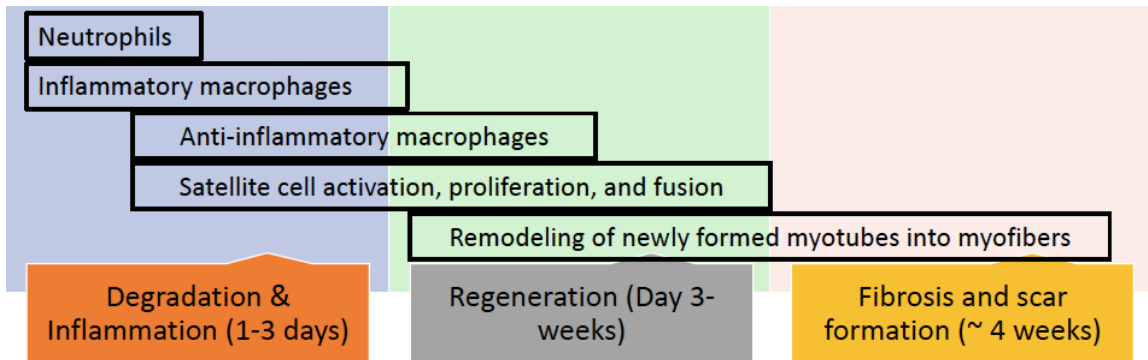 Neutrophils
Inflammatory macrophages
Anti-inflammatory macrophages
Satellite cell activation, proliferation, and fusion
Remodeling of newly formed myotubes into myofibers
Degradation &
Inflammation (1-3 days)
Regeneration (Day 3-
weeks)
Fibrosis and scar
formation (~ 4 weeks)